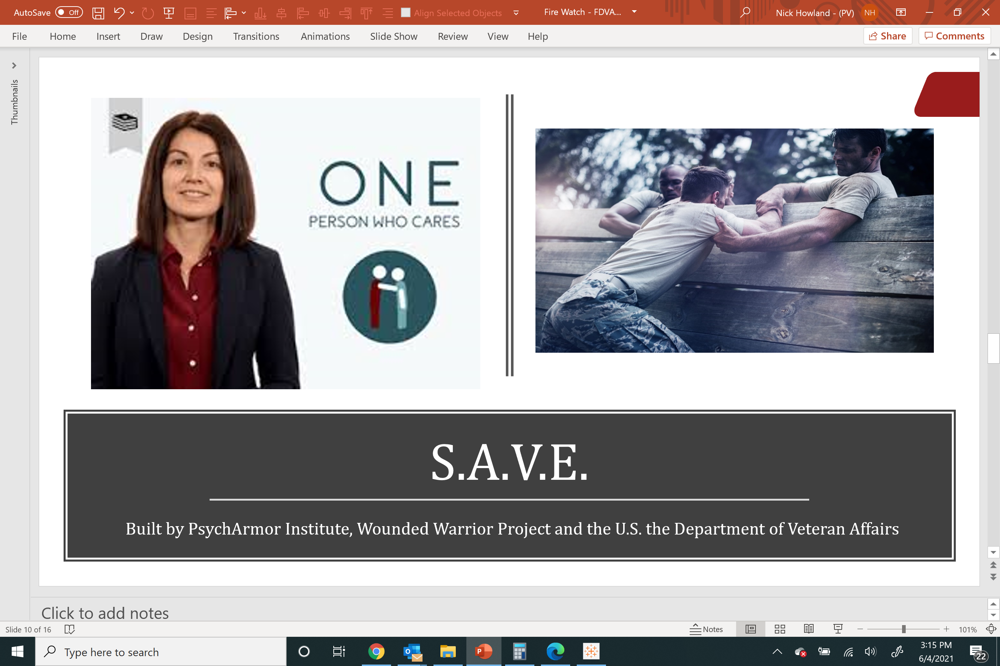 AutoSave Off Align Selected Objects Fire Watch - FDVA... Nick Howland - (PV) NH
File Home Insert Draw Design Transitions Animations Slide Show Review View Help Share Comments
Thumbnails
ONE
PERSON WHO CARES
S.A.V.E.
Built by PsychArmor Institute, Wounded Warrior Project and the U.S. the Department of Veteran Affairs
Click to add notes
Slide 10 of 16 Notes 101%
Type here to search
3:15 PM
6/4/2021
22